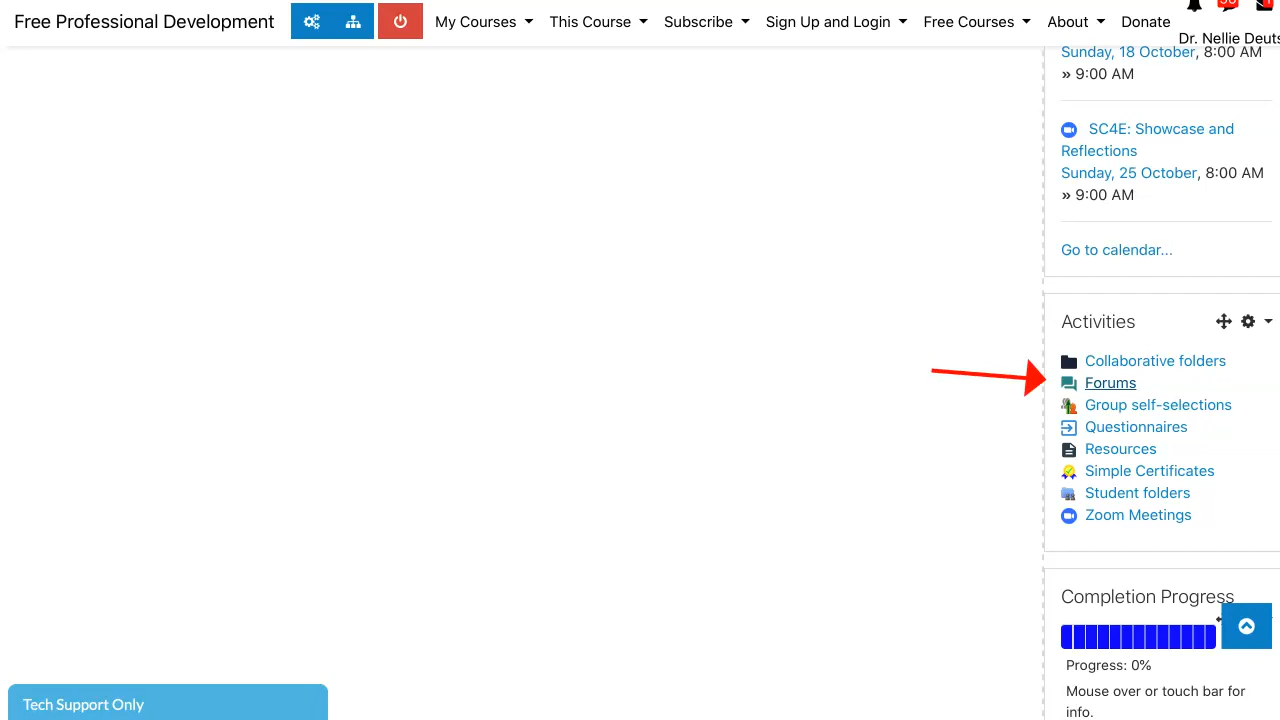 Free Professional Development
My Courses This Course Subscribe Sign Up and Login Free Courses About Donate
Dr. Nellie Deuts
Sunday, 18 October, 8:00 AM
» 9:00 AM
SC4E: Showcase and
Reflections
Sunday, 25 October, 8:00 AM
» 9:00 AM
Go to calendar...
Activities
Collaborative folders
Forums
Group self-selections
Questionnaires
Resources
Simple Certificates
Student folders
Zoom Meetings
Completion Progress
Progress: 0%
Mouse over or touch bar for
info.
Tech Support Only